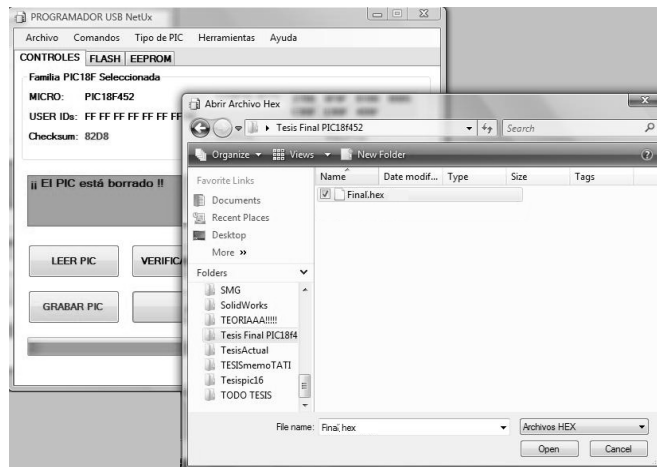 PROGRAMADOR USB NetUx
Archivo Comandos Tipo de PIC Herramientas Ayuda
CONTROLES FLASH EEPROM
Familia PIC18F Seleccionada
MICRO: PIC18F452
USER IDs: FF FF FF FF FF FF FF
Checksum: 82D8
¡¡ El PIC está borrado !!
LEER PIC VERIFICA
GRABAR PIC
Abrir Archivo Hex
Tesis Final PIC18f452
Search
Organize Views New Folder
Favorite Links
Documents
Recent Places
Desktop
More »
Folders
SMG
SolidWorks
TEORIAAA!!!!!
Tesis Final PIC18f4
TesisActual
TESISmemoTATI
Tesispic16
TODO TESIS
Name Date modif... Type Size Tags
Final.hex
File name: Final.hex
Archivos HEX
Open Cancel